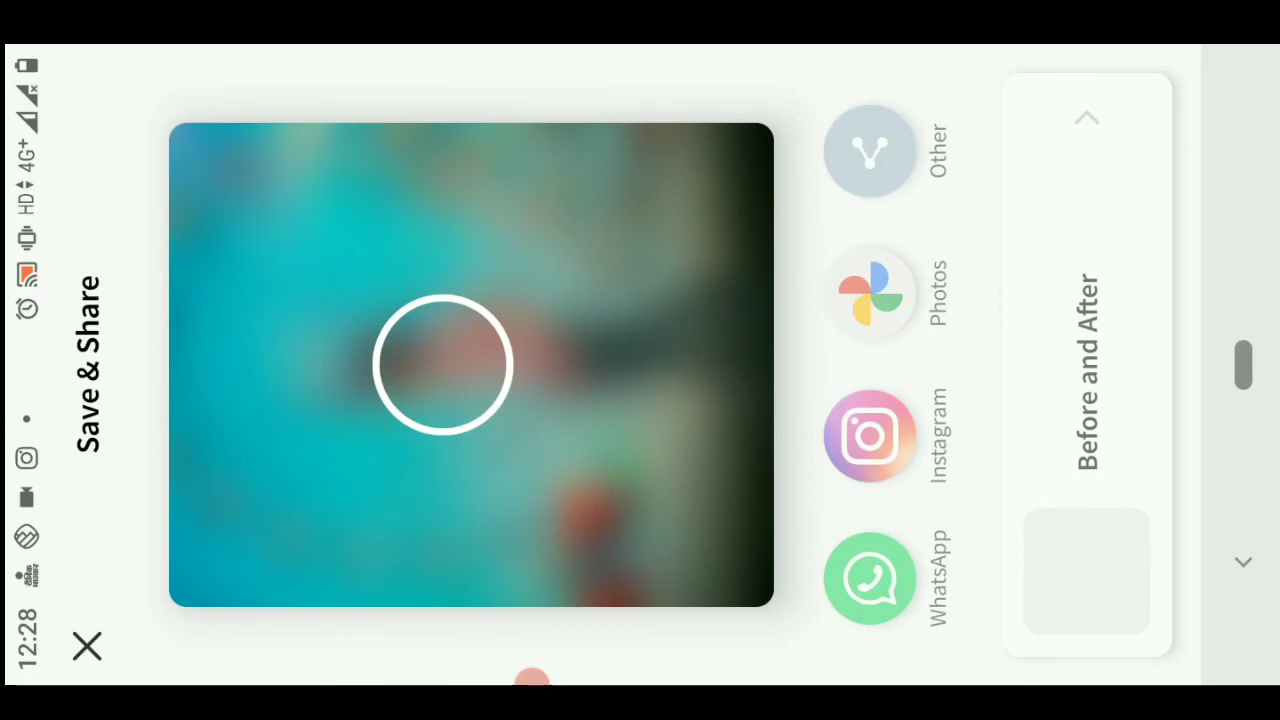 12:28
HD 4G+
Save & Share
WhatsApp
Instagram
Photos
Other
Before and After